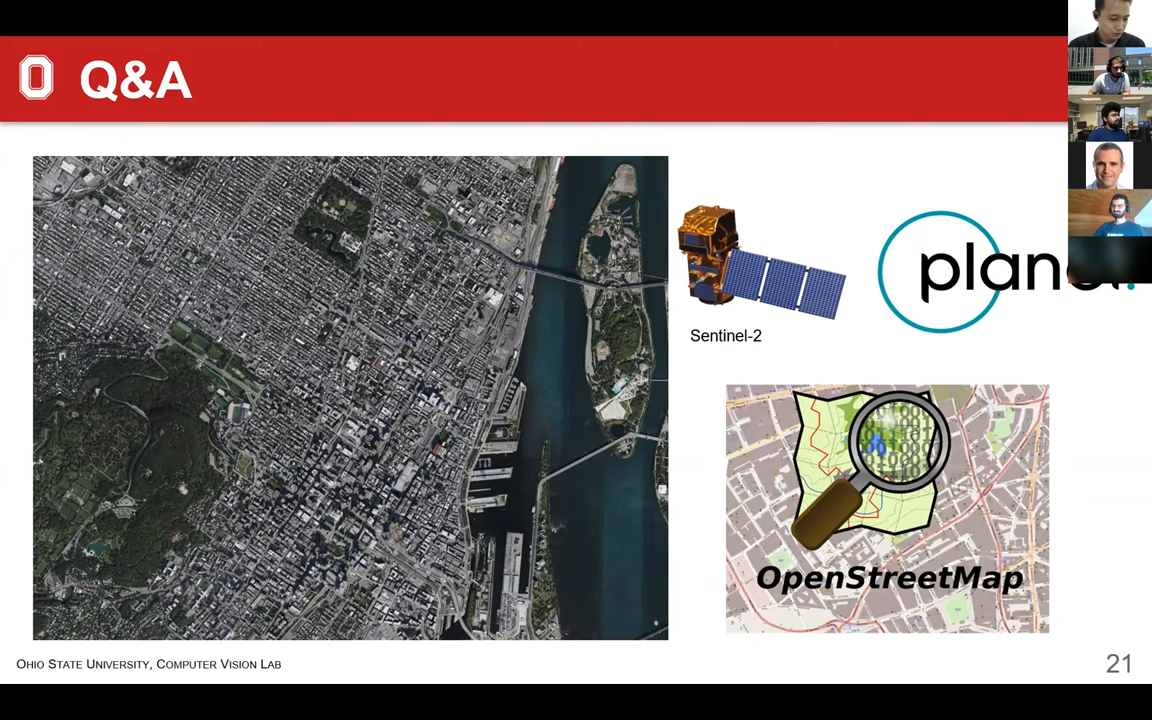 O Q&A
Sentinel-2
plan
OpenStreetMap
OHIO STATE UNIVERSITY, COMPUTER VISION LAB
21